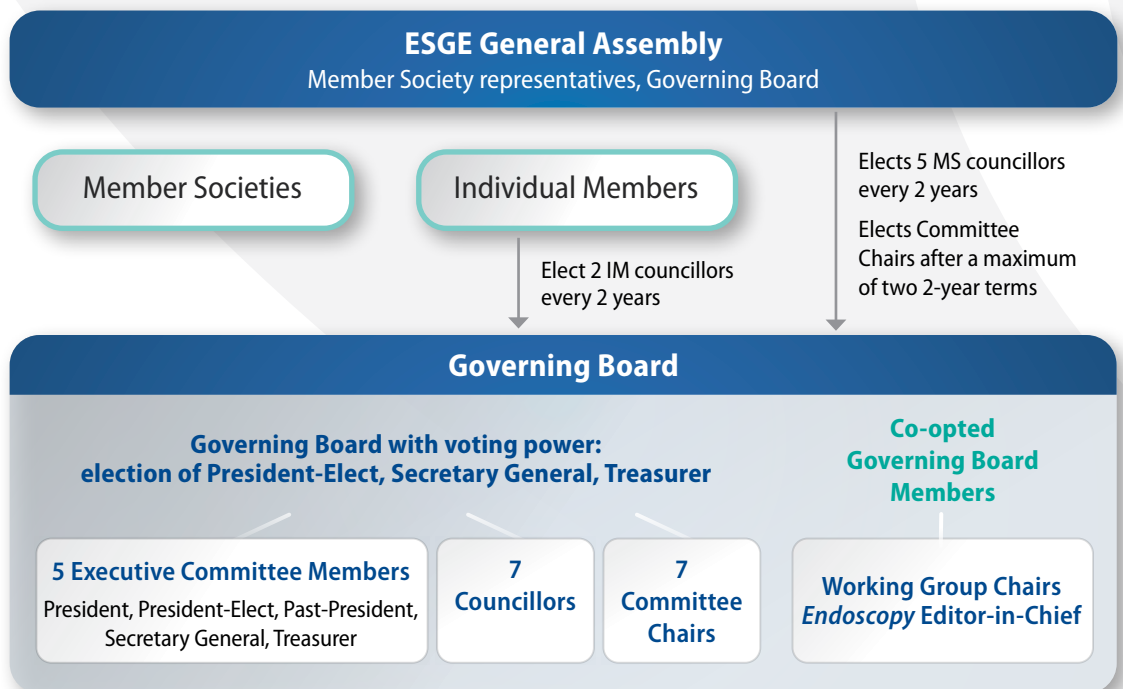 ESGE General Assembly
Member Society representatives, Governing Board
Member Societies
Individual Members
Elects 5 MS councillors
every 2 years
Elects Committee
Chairs after a maximum
of two 2-year terms
Elect 2 IM councillors
every 2 years
Governing Board
Governing Board with voting power:
election of President-Elect, Secretary General, Treasurer
Co-opted
Governing Board
Members
5 Executive Committee Members
President, President-Elect, Past-President,
Secretary General, Treasurer
7
Councillors
7
Committee
Chairs
Working Group Chairs
Endoscopy Editor-in-Chief